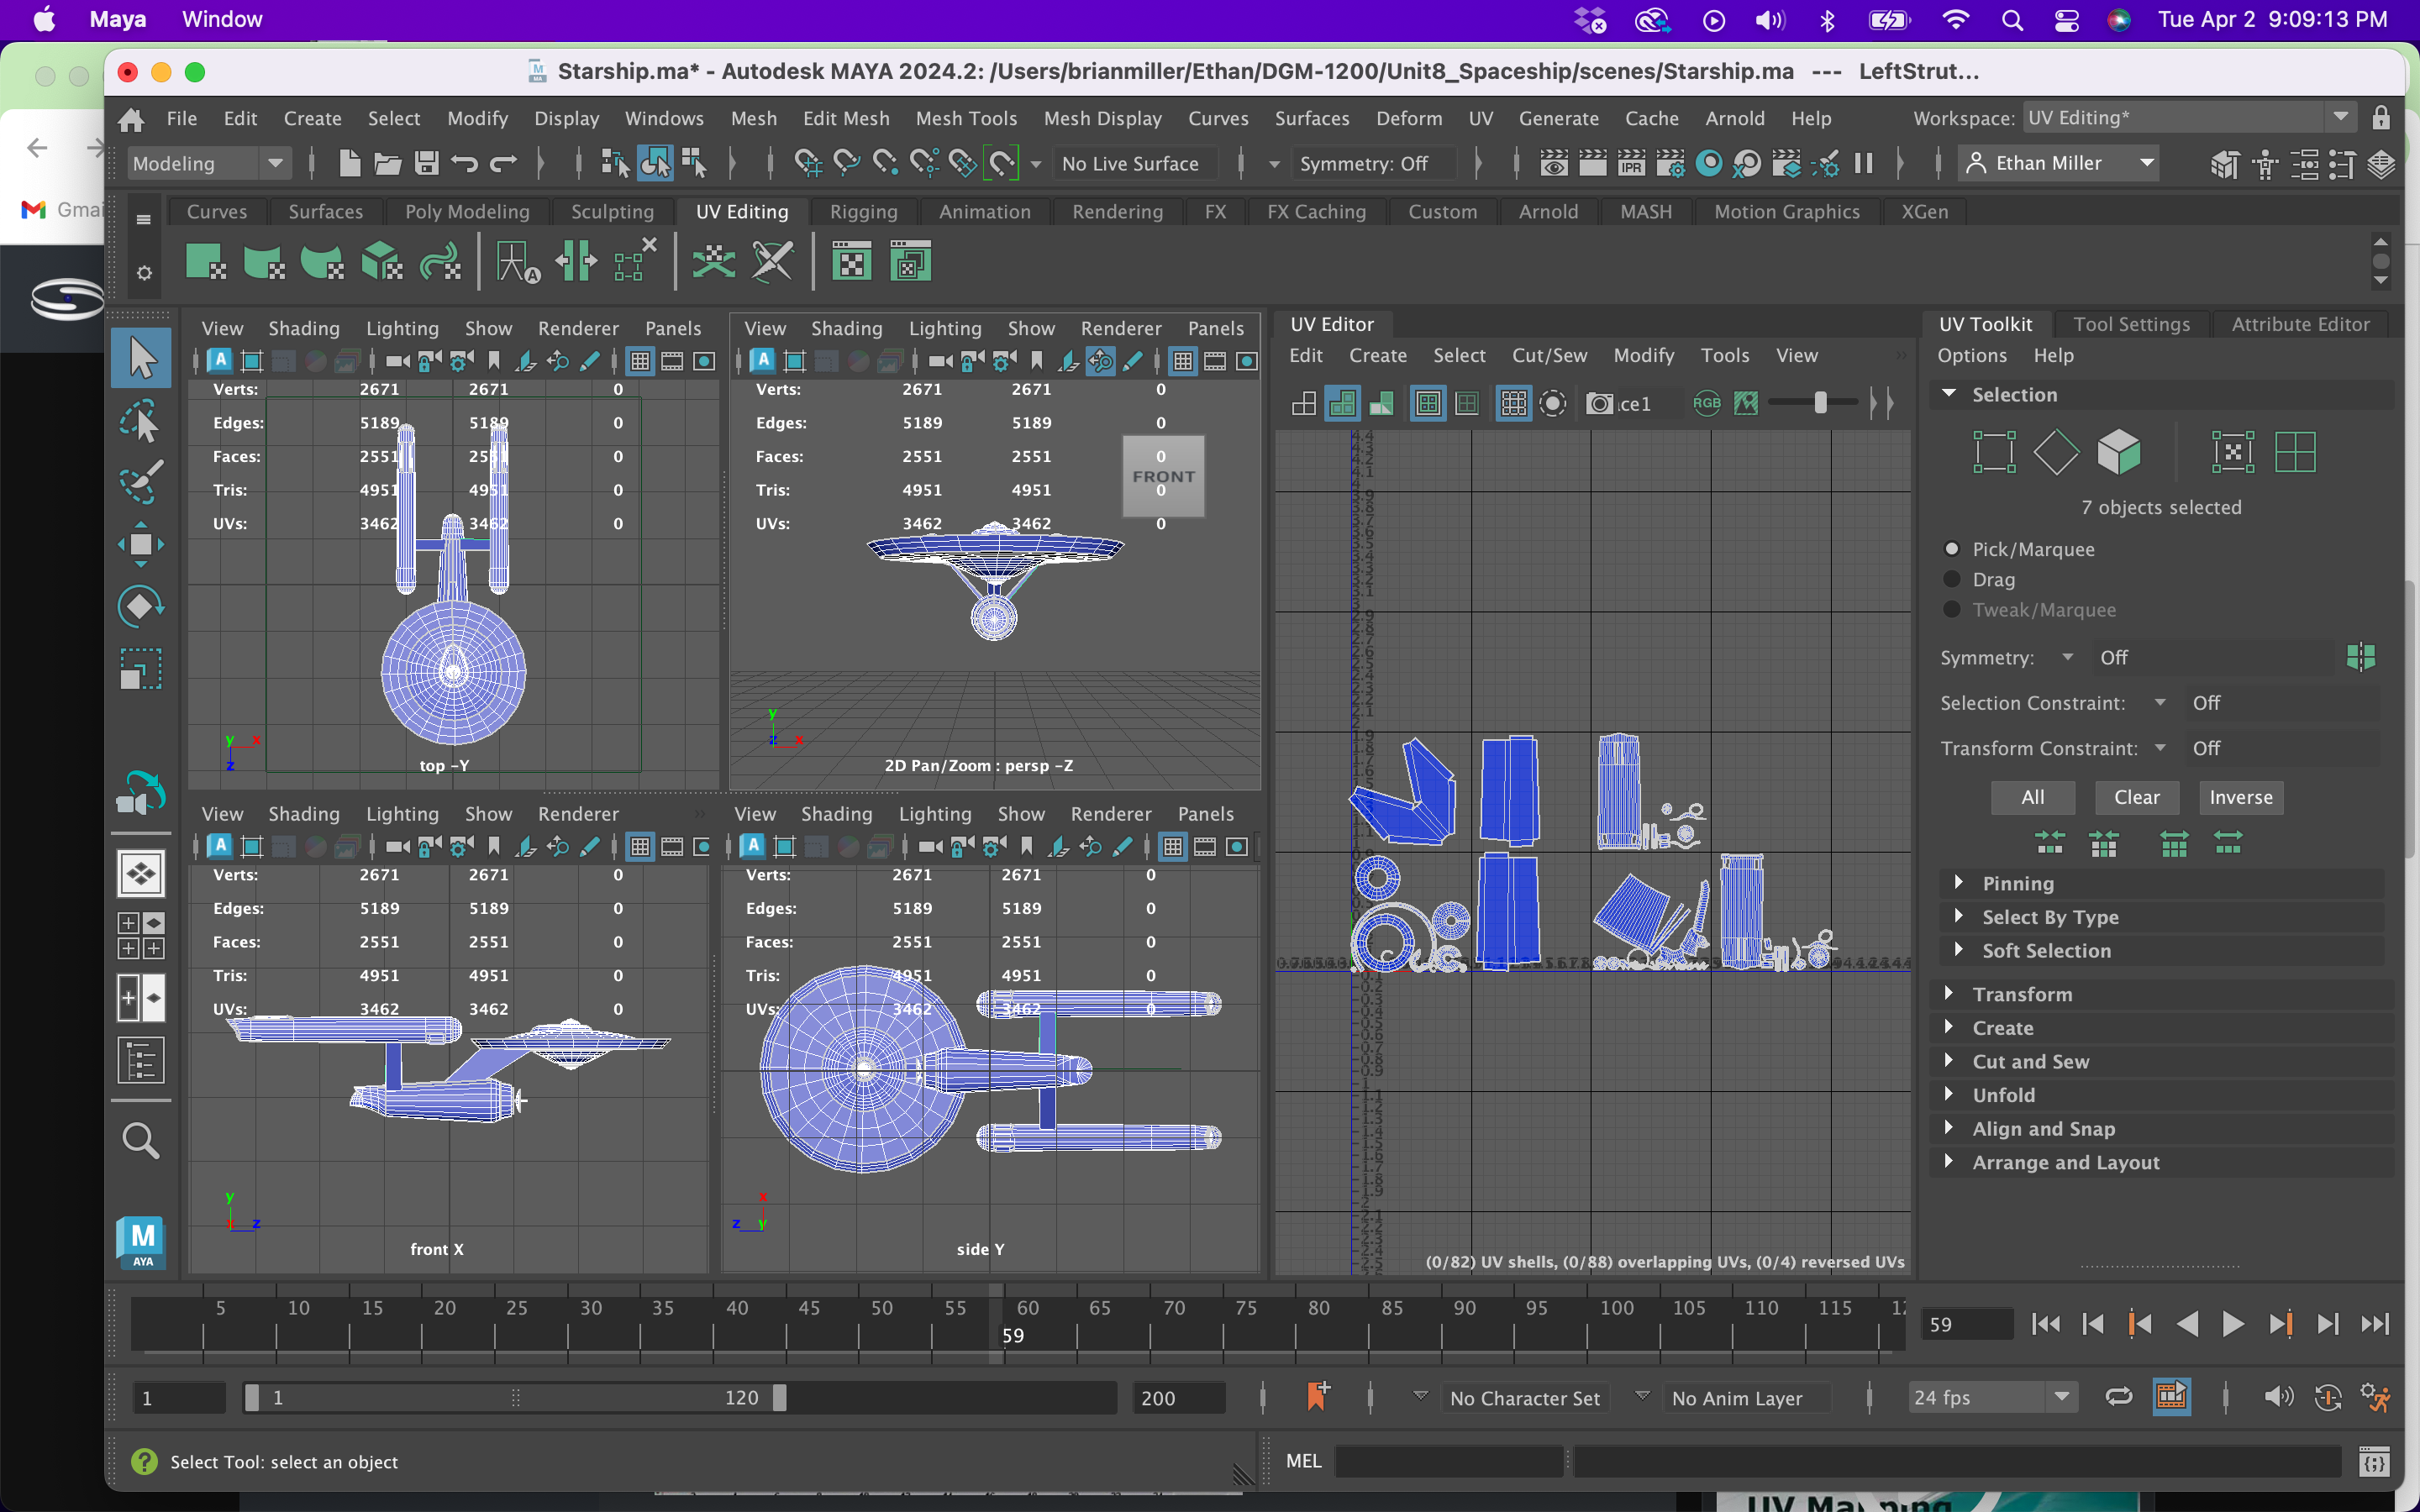 Maya Window Tue Apr 2 9:09:13 PM
Starship.ma* - Autodesk MAYA 2024.2: /Users/brianmiller/Ethan/DGM-1200/Unit8_Spaceship/scenes/Starship.ma --- LeftStrut...
File Edit Create Select Modify Display Windows Mesh Edit Mesh Mesh Tools Mesh Display Curves Surfaces Deform UV Generate Cache Arnold Help Workspace: UV Editing*
Modeling No Live Surface Symmetry: Off IPR Ethan Miller
Gmai
Curves Surfaces Poly Modeling Sculpting UV Editing Rigging Animation Rendering FX FX Caching Custom Arnold MASH Motion Graphics XGen
View Shading Lighting Show Renderer Panels
Verts: 2671 2671 0
Edges: 5189 5189 0
Faces: 2551 2551 0
Tris: 4951 4951 0
UVs: 3462 3462 0
y x
z
top -Y
View Shading Lighting Show Renderer Panels
Verts: 2671 2671 0
Edges: 5189 5189 0
Faces: 2551 2551 0
FRONT
Tris: 4951 4951 0
UVs: 3462 3462 0
y
z x
2D Pan/Zoom : persp -Z
View Shading Lighting Show Renderer
Verts: 2671 2671 0
Edges: 5189 5189 0
Faces: 2551 2551 0
Tris: 4951 4951 0
UVs: 3462 3462 0
y
z
front X
View Shading Lighting Show Renderer Panels
Verts: 2671 2671 0
Edges: 5189 5189 0
Faces: 2551 2551 0
Tris: 4951 4951 0
UVs: 3462 3462 0
x
z y
side Y
UV Editor
Edit Create Select Cut/Sew Modify Tools View
ce1 RGB
(0/82) UV shells, (0/88) overlapping UVs, (0/4) reversed UVs
UV Toolkit Tool Settings Attribute Editor
Options Help
Selection
7 objects selected
Pick/Marquee
Drag
Tweak/Marquee
Symmetry: Off
Selection Constraint: Off
Transform Constraint: Off
All Clear Inverse
Pinning
Select By Type
Soft Selection
Transform
Create
Cut and Sew
Unfold
Align and Snap
Arrange and Layout
M
AYA
5 10 15 20 25 30 35 40 45 50 55 60 65 70 75 80 85 90 95 100 105 110 115
59
59
1 1 120 200 No Character Set No Anim Layer 24 fps
Select Tool: select an object MEL
UV Mapping